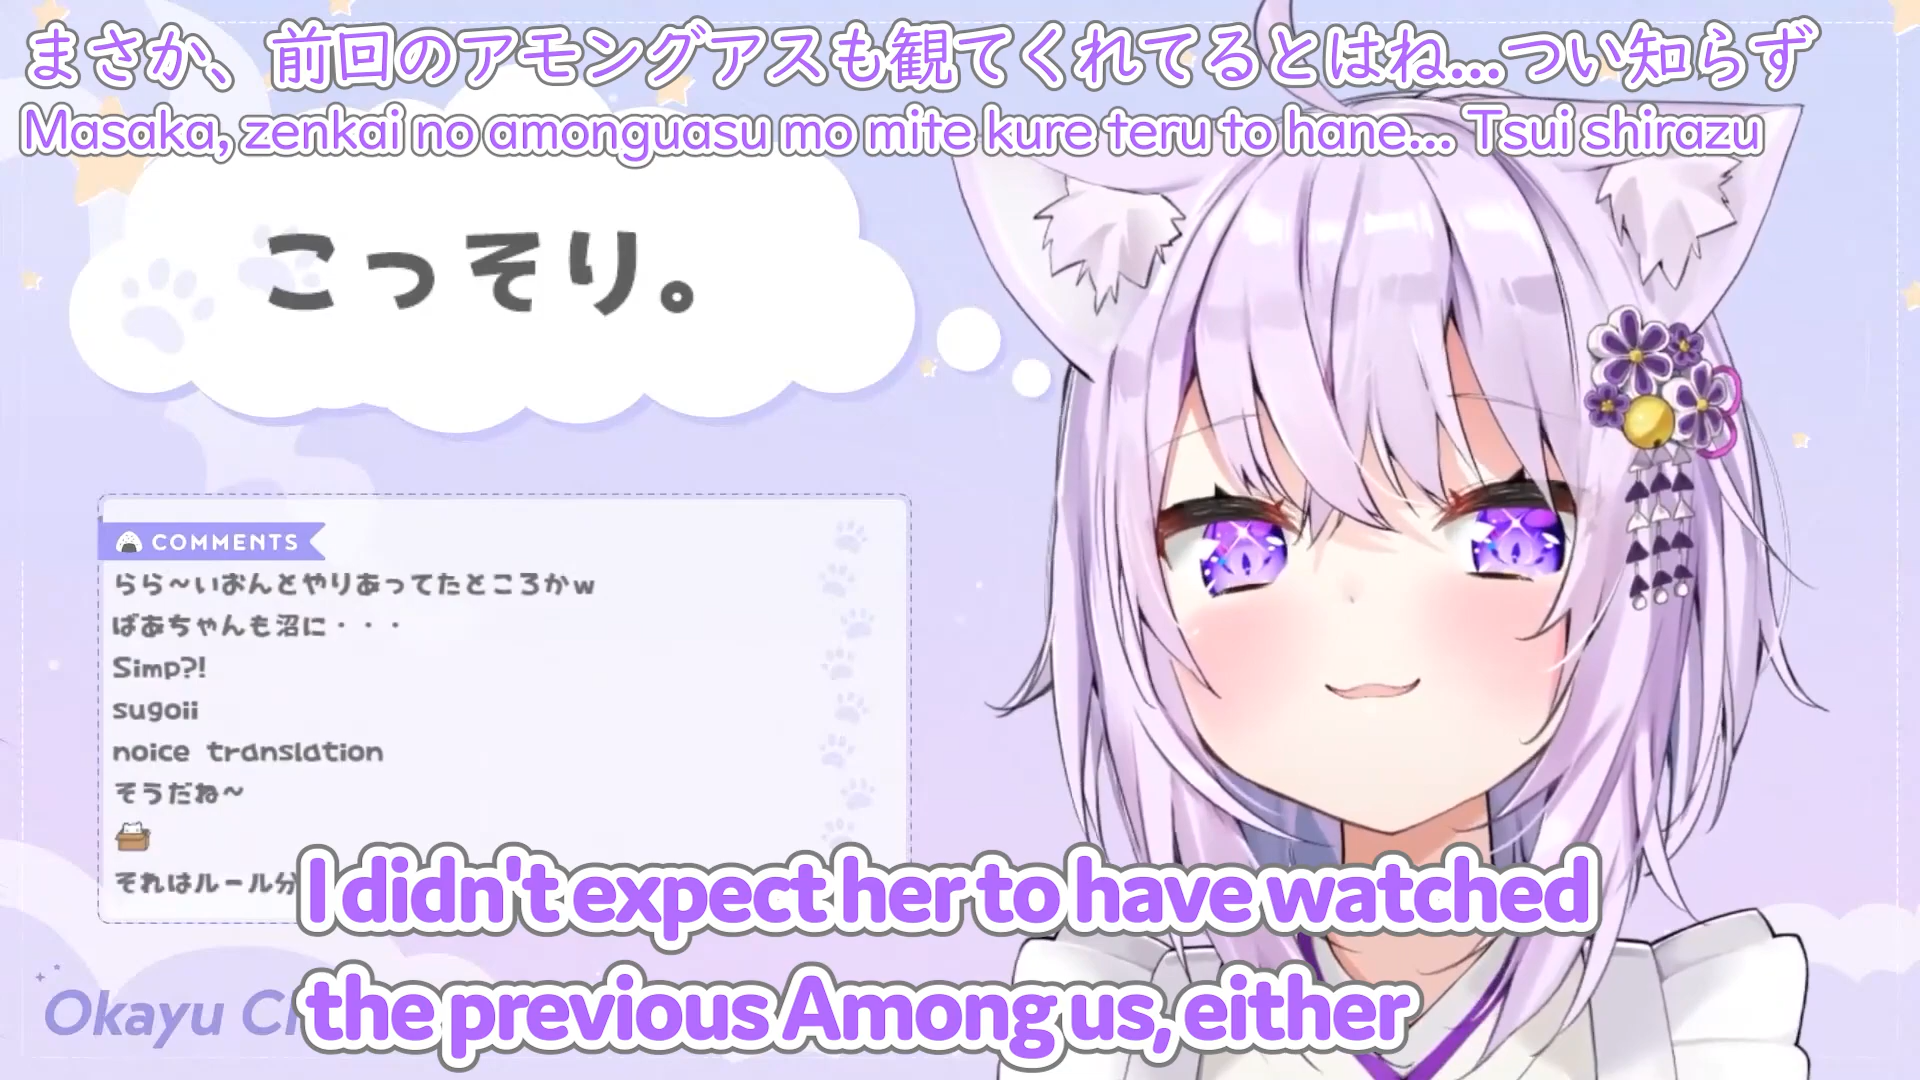 まさか、前回のアモングアスも観てくれてるとはね...つい知らず
Masaka, zenkai no amonguasu mo mite kure teru to hane... Tsui shirazu
こっそり。
COMMENTS
らら～いおんとやりあってたところかw
ばあちゃんも沼に・・・
Simp?!
sugoii
noice translation
そうだね～
それはルール分
I didn't expect her to have watched
the previous Among us, either
Okayu